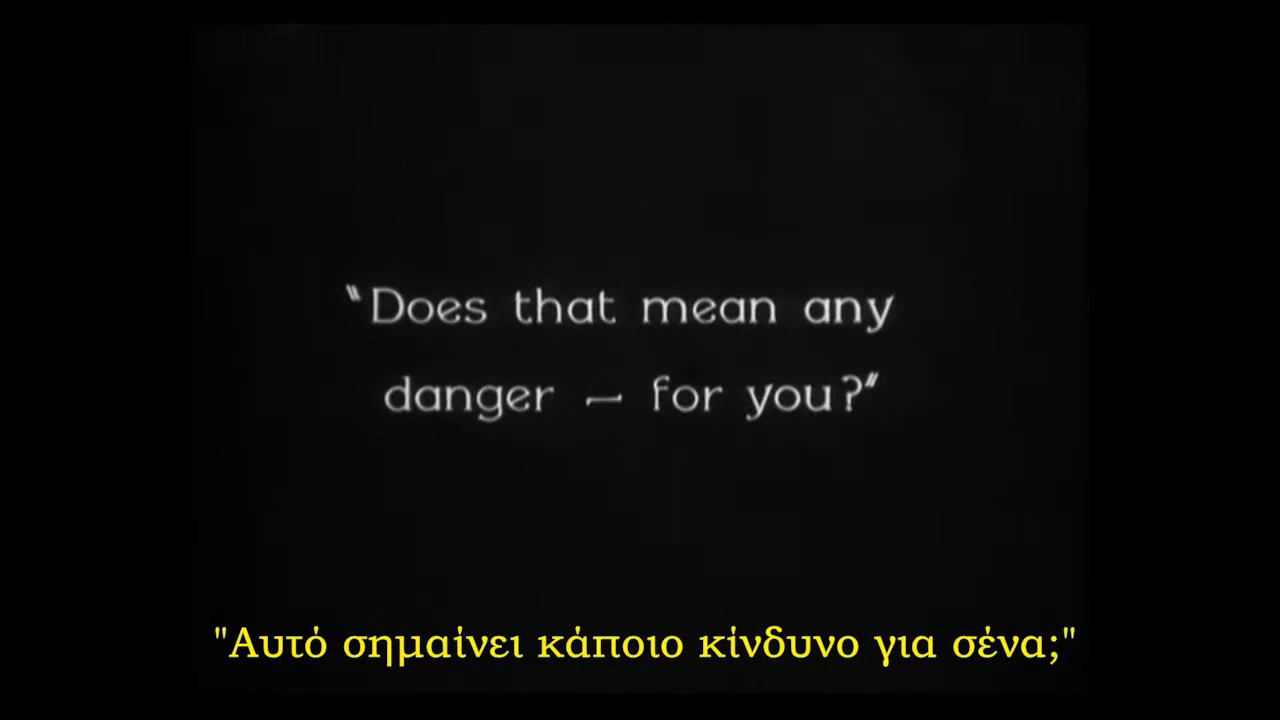 "Does that mean any
danger — for you?"
"Αυτό σημαίνει κάποιο κίνδυνο για σένα;"